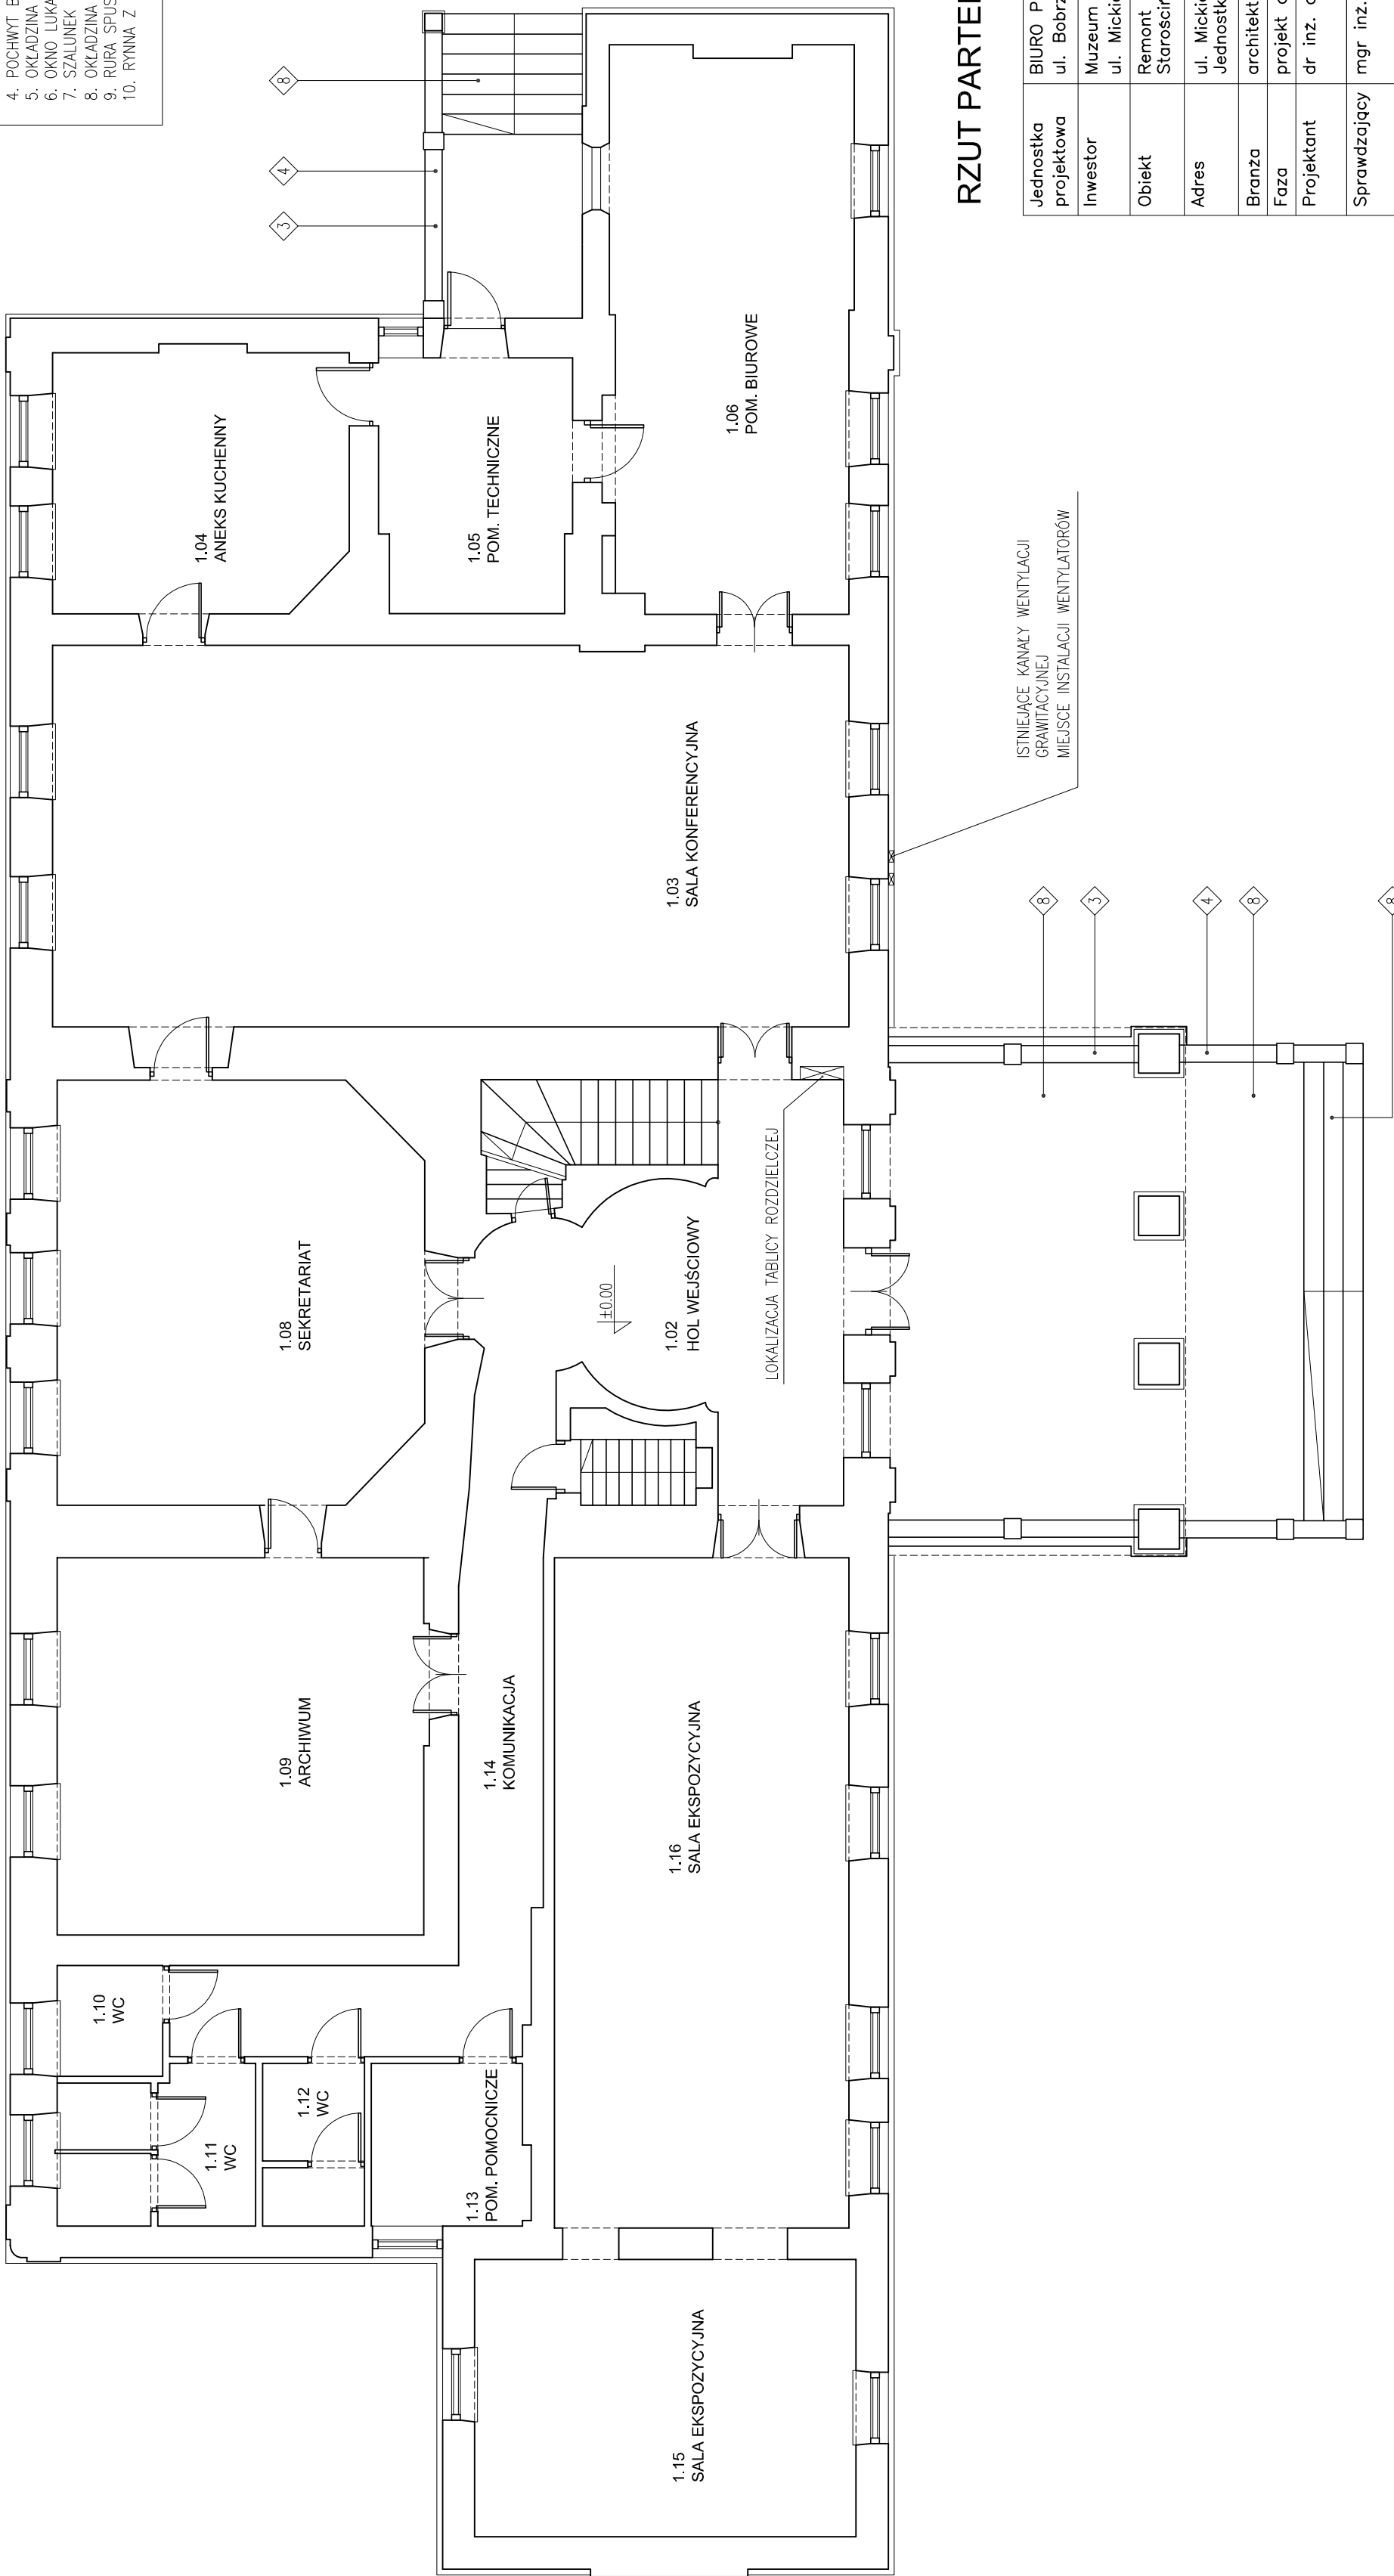 4. POCHWYT B
5. OKŁADZINA
6. OKNO LUKA
7. SZALUNEK
8. OKŁADZINA
9. RURA SPUS
10. RYNNA Z
8
4
3
1.04
ANEKS KUCHENNY
1.05
POM. TECHNICZNE
1.06
POM. BIUROWE
1.03
SALA KONFERENCYJNA
ISTNIEJĄCE KANAŁY WENTYLACJI
GRAWITACYJNEJ
MIEJSCE INSTALACJI WENTYLATORÓW
1.08
SEKRETARIAT
±0.00
1.02
HOL WEJŚCIOWY
LOKALIZACJA TABLICY ROZDZIELCZEJ
8
3
4
8
8
1.09
ARCHIWUM
1.14
KOMUNIKACJA
1.16
SALA EKSPOZYCYJNA
1.10
WC
1.11
WC
1.12
WC
1.13
POM. POMOCNICZE
1.15
SALA EKSPOZYCYJNA
RZUT PARTER
Jednostka projektowa
BIURO P
ul. Bobrz
Inwestor
Muzeum
ul. Mickie
Obiekt
Remont
Starościn
Adres
ul. Mickie
Jednostk
Branża
architekt
Faza
projekt
Projektant
dr inż.
Sprawdzający
mgr inż.